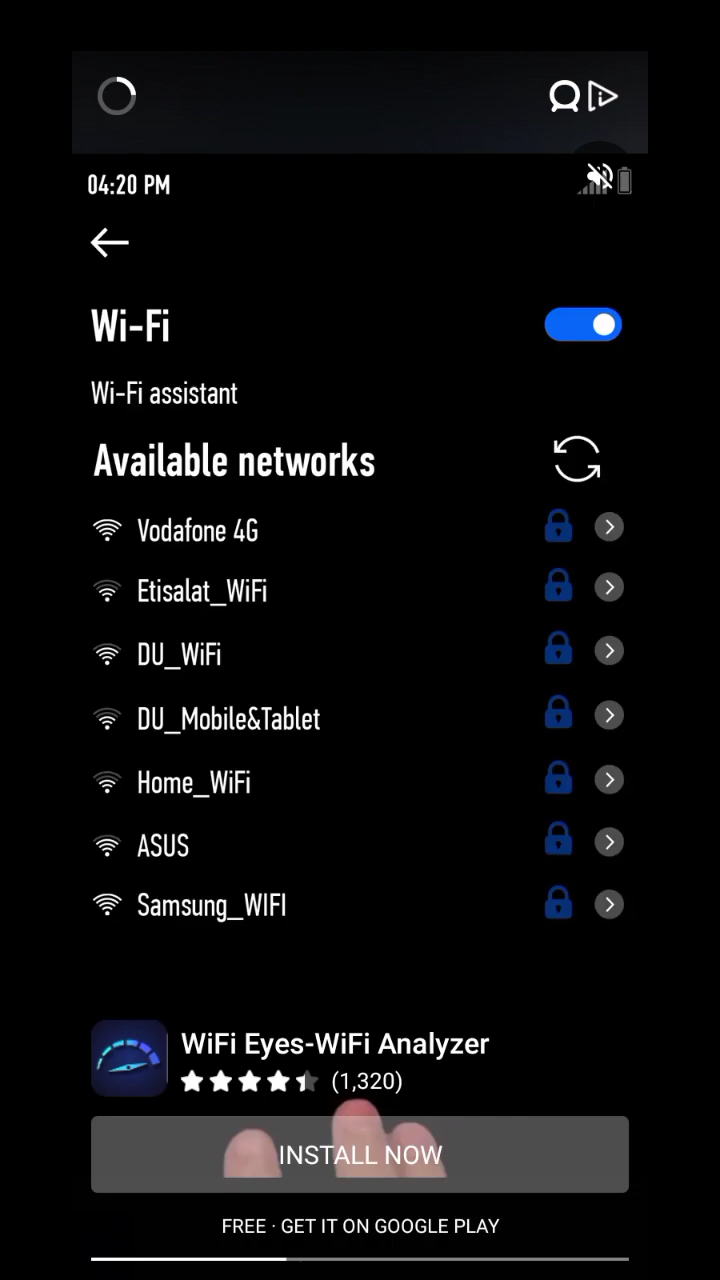 04:20 PM
Wi-Fi
Wi-Fi assistant
Available networks
Vodafone 4G
Etisalat_WiFi
DU_WiFi
DU_Mobile&Tablet
Home_WiFi
ASUS
Samsung_WIFI
WiFi Eyes-WiFi Analyzer
(1,320)
INSTALL NOW
FREE · GET IT ON GOOGLE PLAY